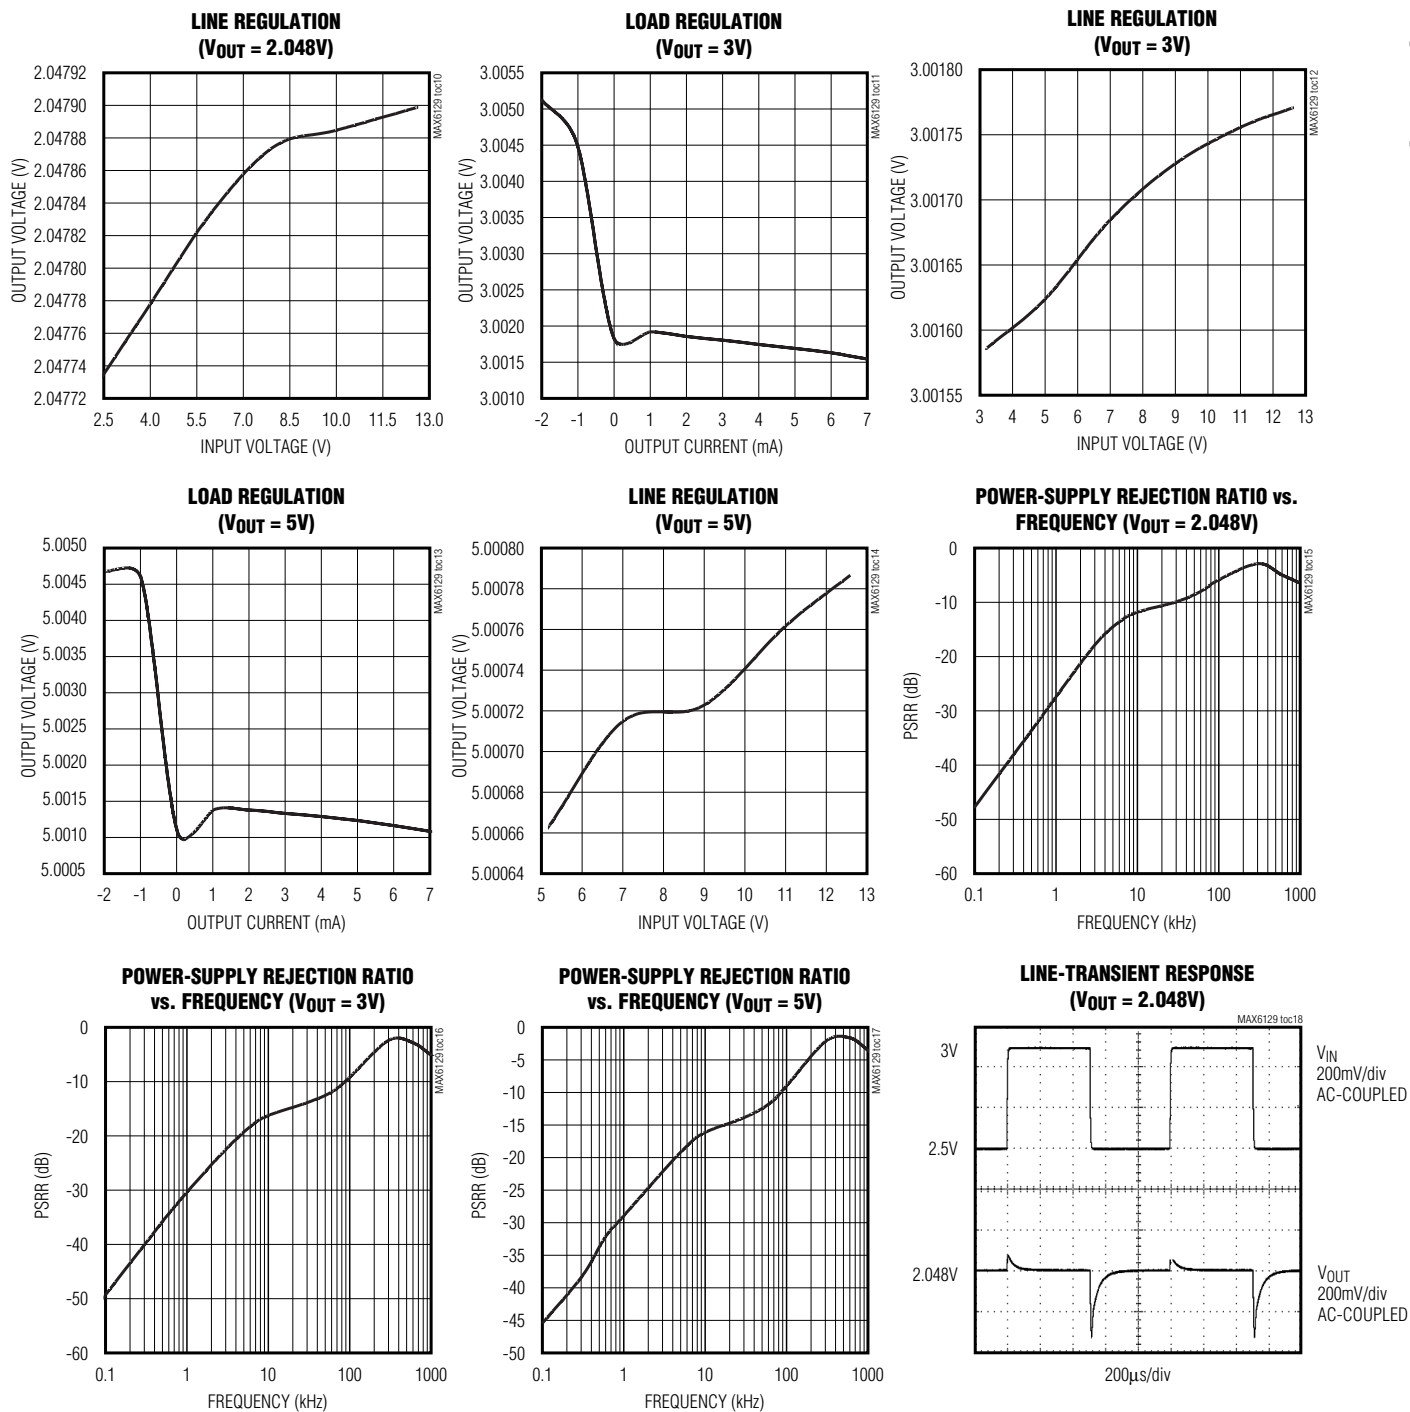 LINE REGULATION
(VOUT = 2.048V)
2.04792
2.04790
2.04788
2.04786
2.04784
2.04782
2.04780
2.04778
2.04776
2.04774
2.04772
OUTPUT VOLTAGE (V)
2.5 4.0 5.5 7.0 8.5 10.0 11.5 13.0
INPUT VOLTAGE (V)
MAX6129 toc10
LOAD REGULATION
(VOUT = 3V)
3.0055
3.0050
3.0045
3.0040
3.0035
3.0030
3.0025
3.0020
3.0015
3.0010
OUTPUT VOLTAGE (V)
-2 -1 0 1 2 3 4 5 6 7
OUTPUT CURRENT (mA)
MAX6129 toc11
LINE REGULATION
(VOUT = 3V)
3.00180
3.00175
3.00170
3.00165
3.00160
3.00155
OUTPUT VOLTAGE (V)
3 4 5 6 7 8 9 10 11 12 13
INPUT VOLTAGE (V)
MAX6129 toc12
LOAD REGULATION
(VOUT = 5V)
5.0050
5.0045
5.0040
5.0035
5.0030
5.0025
5.0020
5.0015
5.0010
5.0005
OUTPUT VOLTAGE (V)
-2 -1 0 1 2 3 4 5 6 7
OUTPUT CURRENT (mA)
MAX6129 toc13
LINE REGULATION
(VOUT = 5V)
5.00080
5.00078
5.00076
5.00074
5.00072
5.00070
5.00068
5.00066
5.00064
OUTPUT VOLTAGE (V)
5 6 7 8 9 10 11 12 13
INPUT VOLTAGE (V)
MAX6129 toc14
POWER-SUPPLY REJECTION RATIO vs.
FREQUENCY (VOUT = 2.048V)
0
-10
-20
-30
-40
-50
-60
PSRR (dB)
0.1 1 10 100 1000
FREQUENCY (kHz)
MAX6129 toc15
POWER-SUPPLY REJECTION RATIO
vs. FREQUENCY (VOUT = 3V)
0
-10
-20
-30
-40
-50
-60
PSRR (dB)
0.1 1 10 100 1000
FREQUENCY (kHz)
MAX6129 toc16
POWER-SUPPLY REJECTION RATIO
vs. FREQUENCY (VOUT = 5V)
0
-5
-10
-15
-20
-25
-30
-35
-40
-45
-50
PSRR (dB)
0.1 1 10 100 1000
FREQUENCY (kHz)
MAX6129 toc17
LINE-TRANSIENT RESPONSE
(VOUT = 2.048V)
MAX6129 toc18
3V
2.5V
2.048V
VIN
200mV/div
AC-COUPLED
VOUT
200mV/div
AC-COUPLED
200µs/div